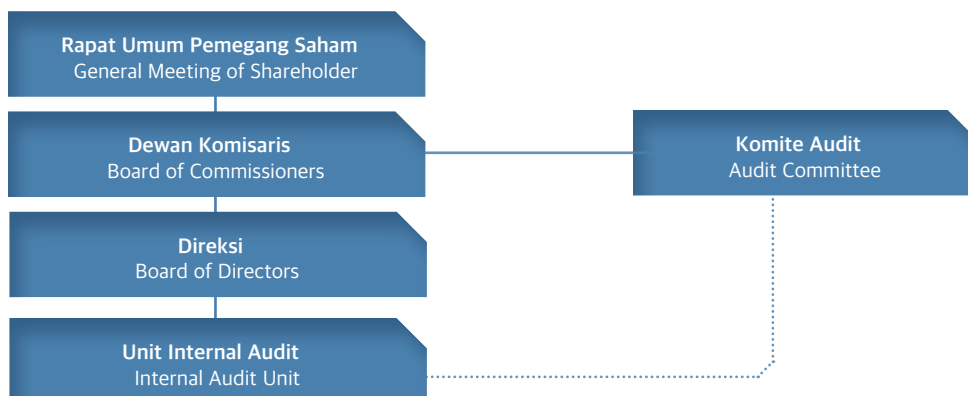 Rapat Umum Pemegang Saham
General Meeting of Shareholder
Dewan Komisaris
Board of Commissioners
Komite Audit
Audit Committee
Direksi
Board of Directors
Unit Internal Audit
Internal Audit Unit